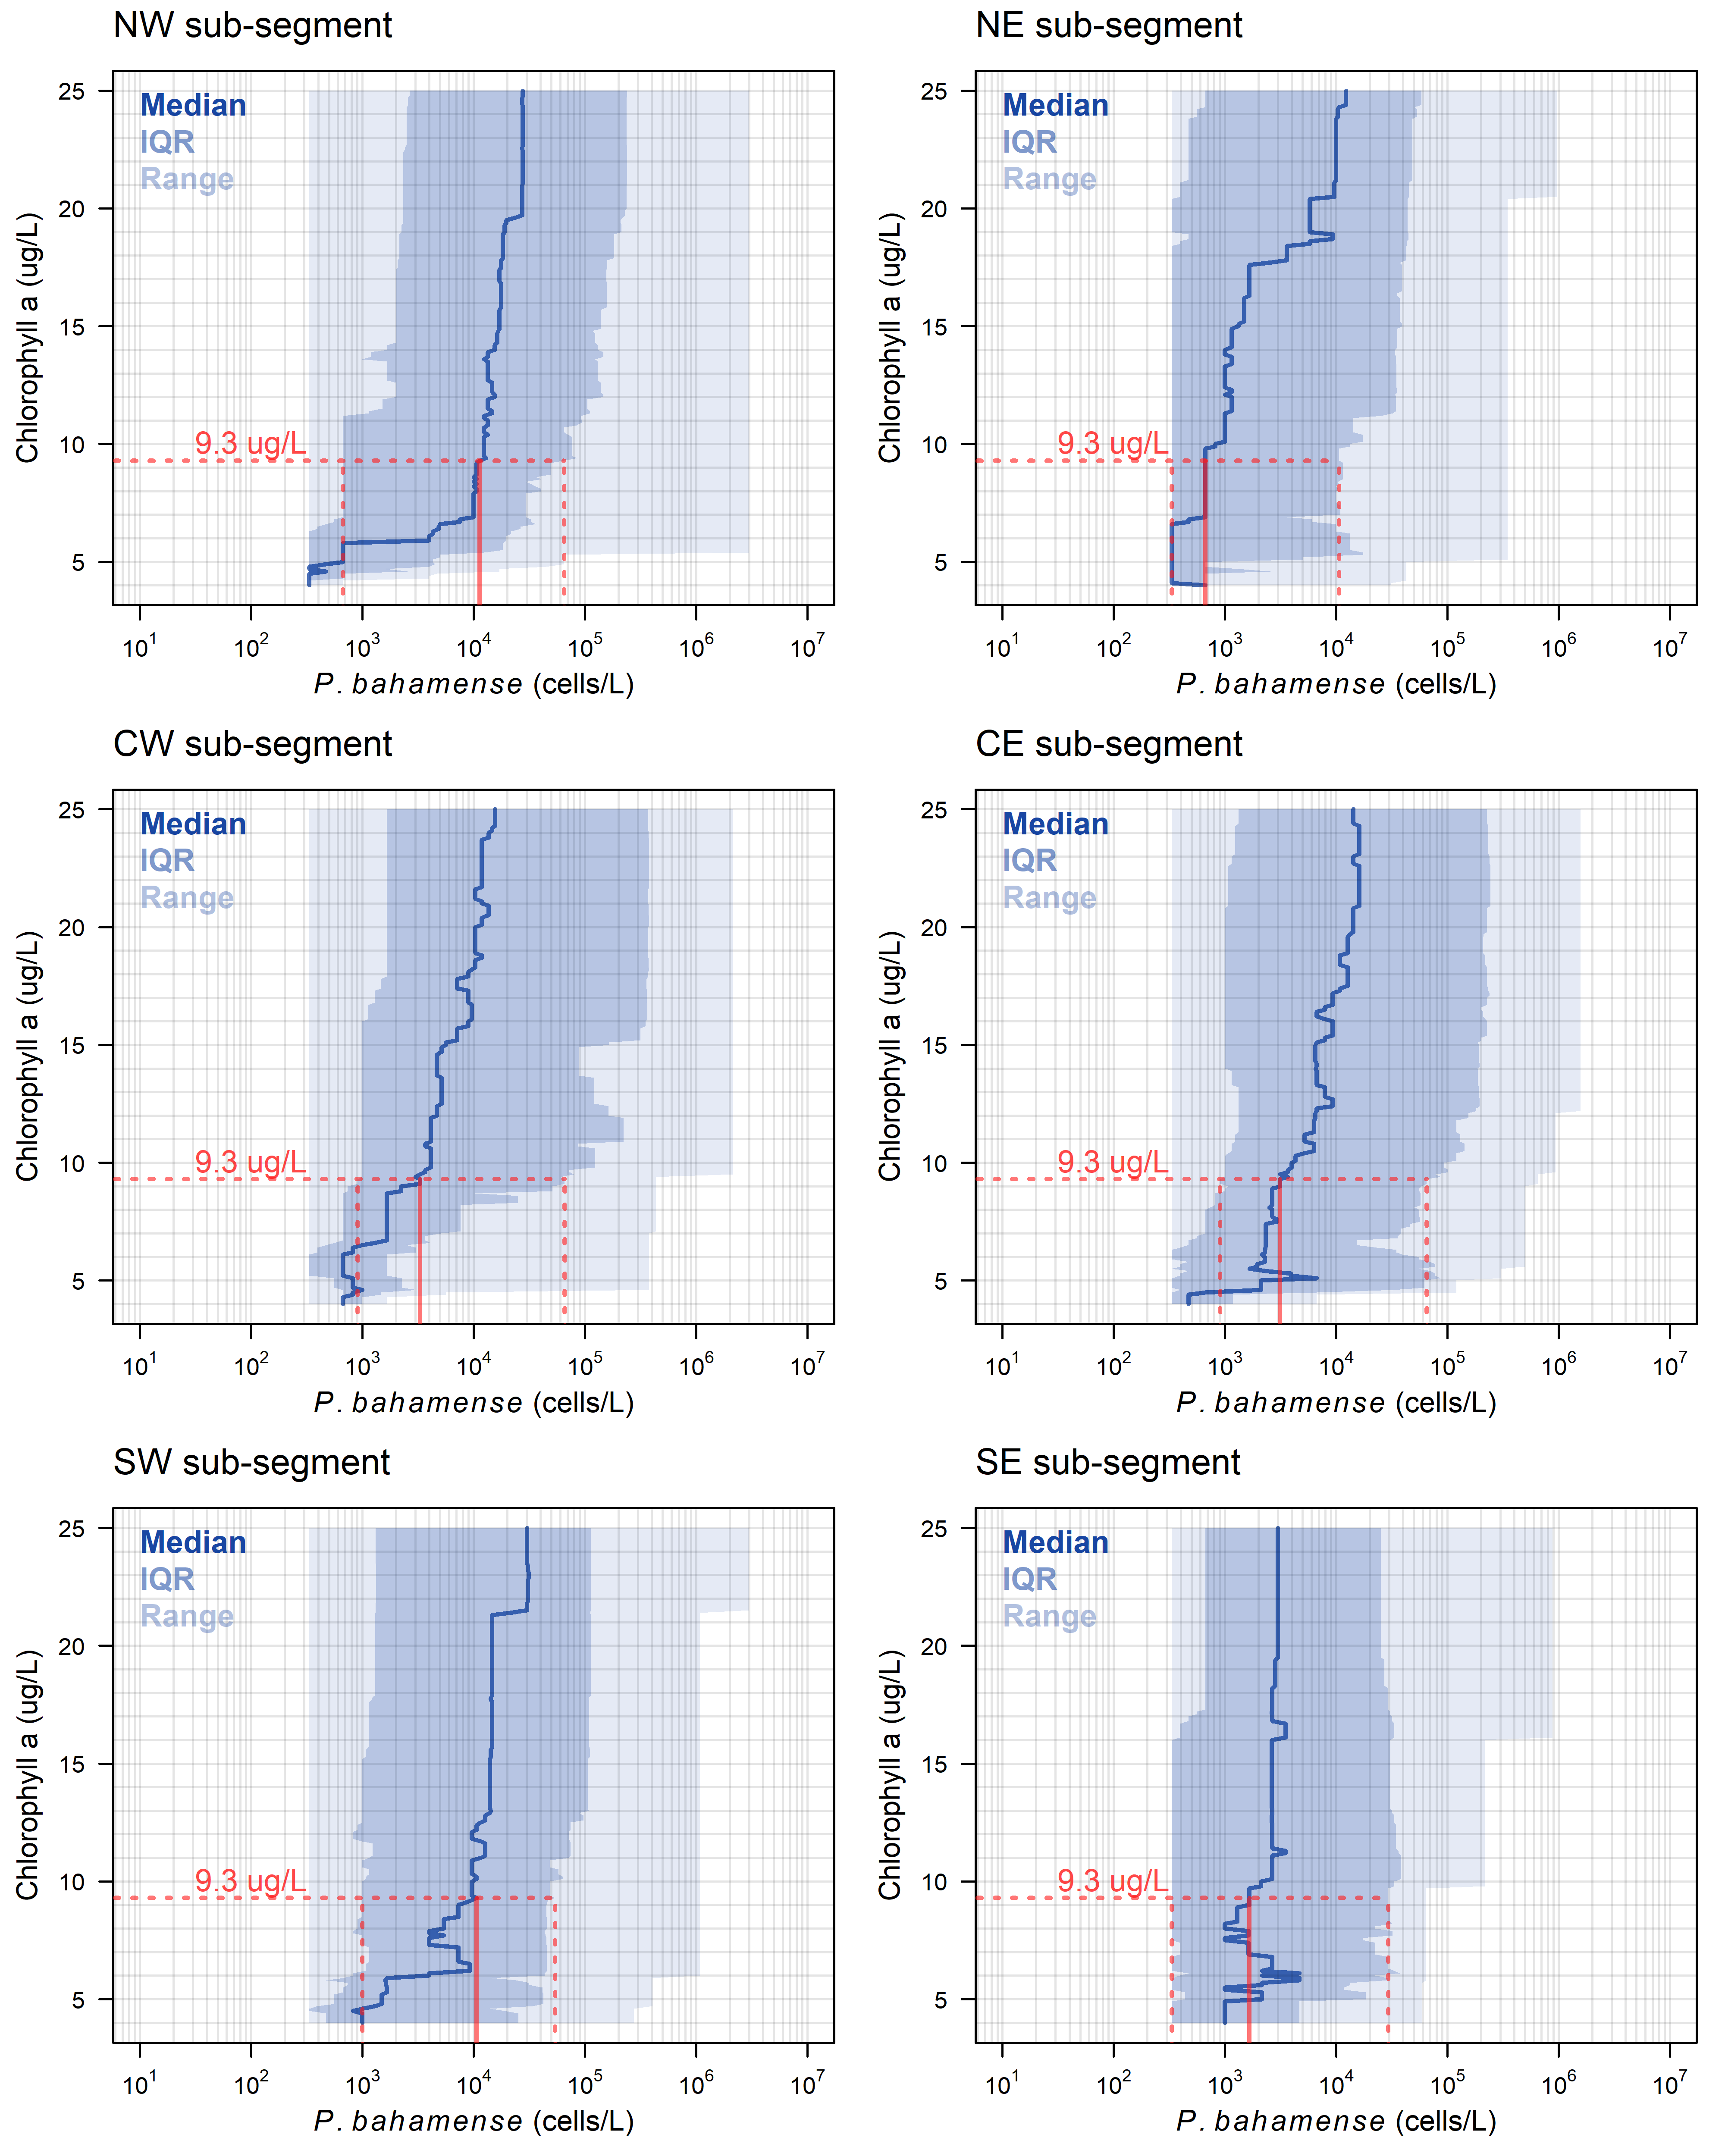 NW sub-segment
25
20
15
10
5
Chlorophyll a (ug/L)
Median
IQR
Range
9.3 ug/L
10^1 10^2 10^3 10^4 10^5 10^6 10^7
P. bahamense (cells/L)
NE sub-segment
25
20
15
10
5
Chlorophyll a (ug/L)
Median
IQR
Range
9.3 ug/L
10^1 10^2 10^3 10^4 10^5 10^6 10^7
P. bahamense (cells/L)
CW sub-segment
25
20
15
10
5
Chlorophyll a (ug/L)
Median
IQR
Range
9.3 ug/L
10^1 10^2 10^3 10^4 10^5 10^6 10^7
P. bahamense (cells/L)
CE sub-segment
25
20
15
10
5
Chlorophyll a (ug/L)
Median
IQR
Range
9.3 ug/L
10^1 10^2 10^3 10^4 10^5 10^6 10^7
P. bahamense (cells/L)
SW sub-segment
25
20
15
10
5
Chlorophyll a (ug/L)
Median
IQR
Range
9.3 ug/L
10^1 10^2 10^3 10^4 10^5 10^6 10^7
P. bahamense (cells/L)
SE sub-segment
25
20
15
10
5
Chlorophyll a (ug/L)
Median
IQR
Range
9.3 ug/L
10^1 10^2 10^3 10^4 10^5 10^6 10^7
P. bahamense (cells/L)